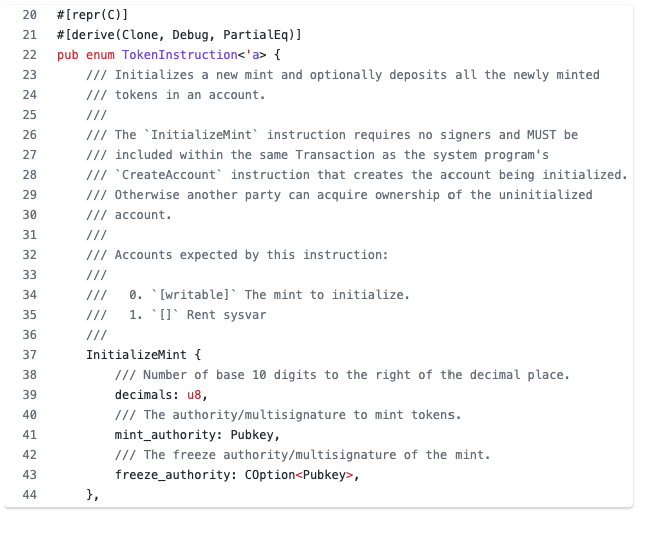 20 #[repr(C)]
21 #[derive(Clone, Debug, PartialEq)]
22 pub enum TokenInstruction<'a> {
23 /// Initializes a new mint and optionally deposits all the newly minted
24 /// tokens in an account.
25 ///
26 /// The `InitializeMint` instruction requires no signers and MUST be
27 /// included within the same Transaction as the system program's
28 /// `CreateAccount` instruction that creates the account being initialized.
29 /// Otherwise another party can acquire ownership of the uninitialized
30 /// account.
31 ///
32 /// Accounts expected by this instruction:
33 ///
34 ///   0. `[writable]` The mint to initialize.
35 ///   1. `[]` Rent sysvar
36 ///
37 InitializeMint {
38 /// Number of base 10 digits to the right of the decimal place.
39 decimals: u8,
40 /// The authority/multisignature to mint tokens.
41 mint_authority: Pubkey,
42 /// The freeze authority/multisignature of the mint.
43 freeze_authority: COption<Pubkey>,
44 },